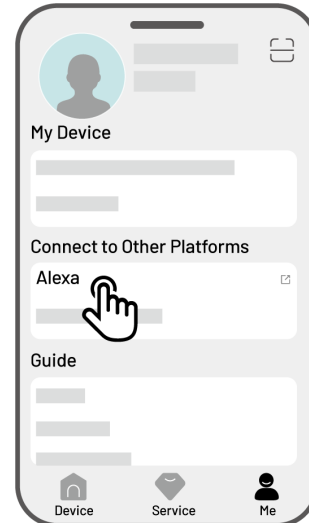 My Device
Connect to Other Platforms
Alexa
Guide
Device Service Me